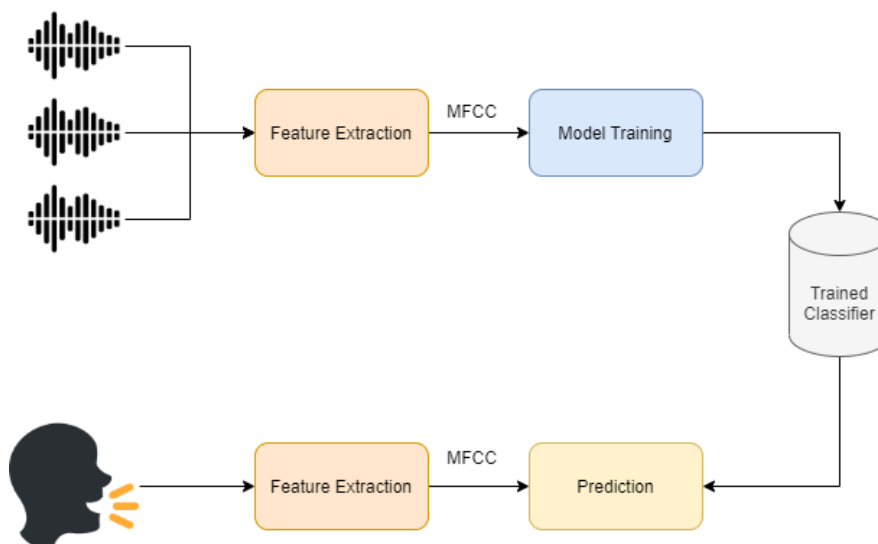 Feature Extraction
MFCC
Model Training
Trained
Classifier
Feature Extraction
MFCC
Prediction